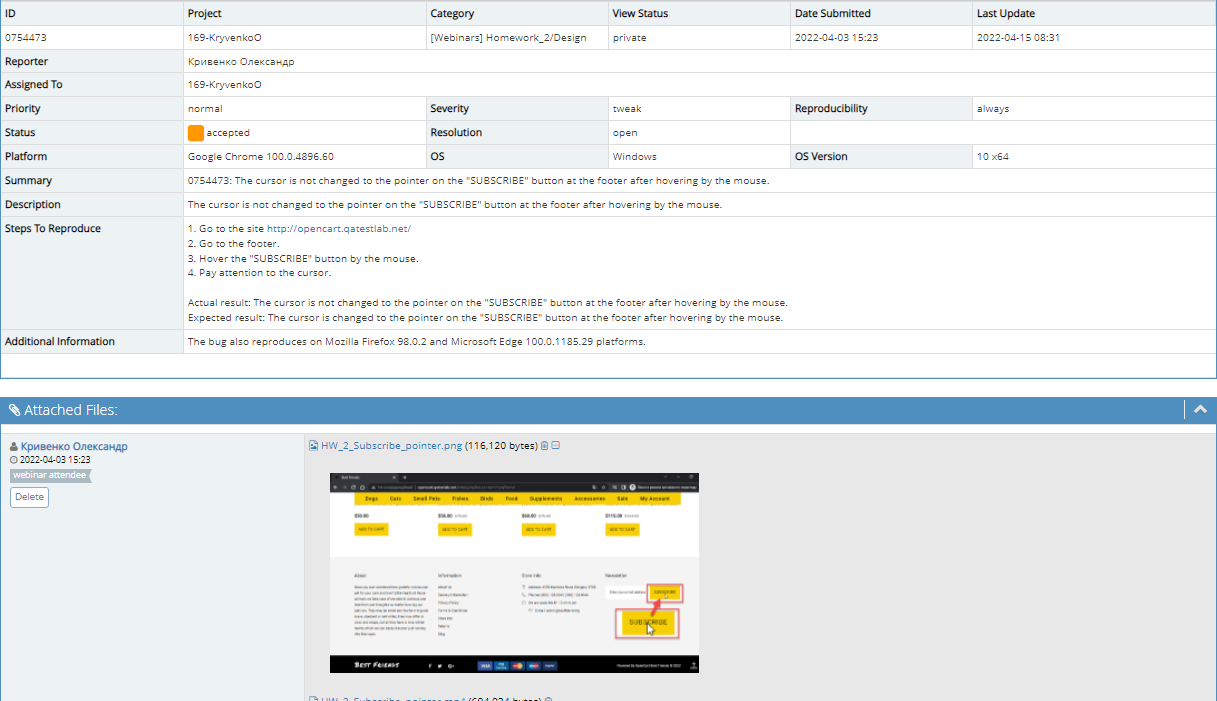 ID Project Category View Status Date Submitted Last Update
0754473 169-KryvenkoO [Webinars] Homework_2/Design private 2022-04-03 15:23 2022-04-15 08:31
Reporter Кривенко Олександр
Assigned To 169-KryvenkoO
Priority normal Severity tweak Reproducibility always
Status accepted Resolution open
Platform Google Chrome 100.0.4896.60 OS Windows OS Version 10 x64
Summary 0754473: The cursor is not changed to the pointer on the "SUBSCRIBE" button at the footer after hovering by the mouse.
Description The cursor is not changed to the pointer on the "SUBSCRIBE" button at the footer after hovering by the mouse.
Steps To Reproduce 1. Go to the site http://opencart.qatestlab.net/
2. Go to the footer.
3. Hover the "SUBSCRIBE" button by the mouse.
4. Pay attention to the cursor.
Actual result: The cursor is not changed to the pointer on the "SUBSCRIBE" button at the footer after hovering by the mouse.
Expected result: The cursor is changed to the pointer on the "SUBSCRIBE" button at the footer after hovering by the mouse.
Additional Information The bug also reproduces on Mozilla Firefox 98.0.2 and Microsoft Edge 100.0.1185.29 platforms.
Attached Files:
Кривенко Олександр
2022-04-03 15:23
webinar attendee
Delete
HW_2_Subscribe_pointer.png (116,120 bytes)
Dogs Cats Small Pets Fishes Birds Food Supplements Accessories Sale My Account
ADD TO CART ADD TO CART ADD TO CART ADD TO CART
About Information Store Info Newsletter
SUBSCRIBE
SUBSCRIBE
BEST FRIENDS
HW_2_Subscribe_pointer.mp4 (694,024 bytes)